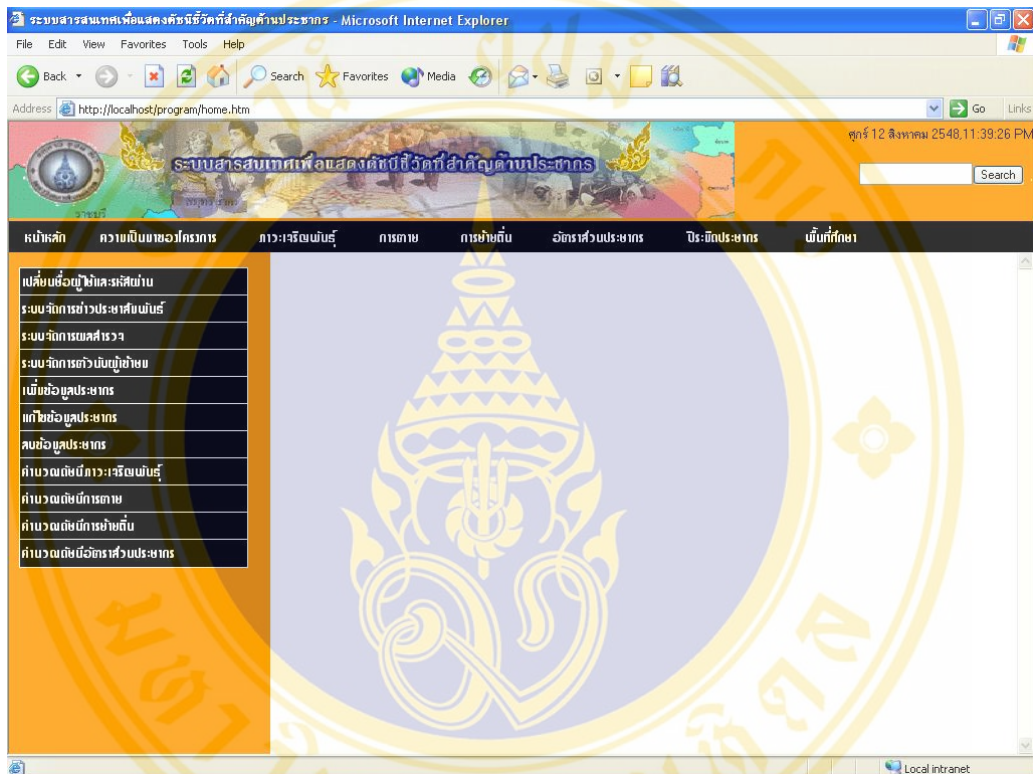 ระบบสารสนเทศเพื่อแสดงดัชนีชี้วัดที่สำคัญด้านประชากร - Microsoft Internet Explorer
File Edit View Favorites Tools Help
Back Search Favorites Media
Address http://localhost/program/home.htm Go Links
ศุกร์ 12 สิงหาคม 2548,11:39:26 PM
ระบบสารสนเทศเพื่อแสดงดัชนีชี้วัดที่สำคัญด้านประชากร
Search
ราชบุรี
หน้าหลัก ความเป็นมาของโครงการ ภาวะเจริญพันธุ์ การตาย การย้ายถิ่น อัตราส่วนประชากร ปิระมิดประชากร พื้นที่ศึกษา
เปลี่ยนชื่อผู้ใช้และรหัสผ่าน
ระบบจัดการข่าวประชาสัมพันธ์
ระบบจัดการผลสำรวจ
ระบบจัดการตัวนับผู้เข้าชม
เพิ่มข้อมูลประชากร
แก้ไขข้อมูลประชากร
ลบข้อมูลประชากร
คำนวณดัชนีภาวะเจริญพันธุ์
คำนวณดัชนีการตาย
คำนวณดัชนีการย้ายถิ่น
คำนวณดัชนีอัตราส่วนประชากร
Local intranet